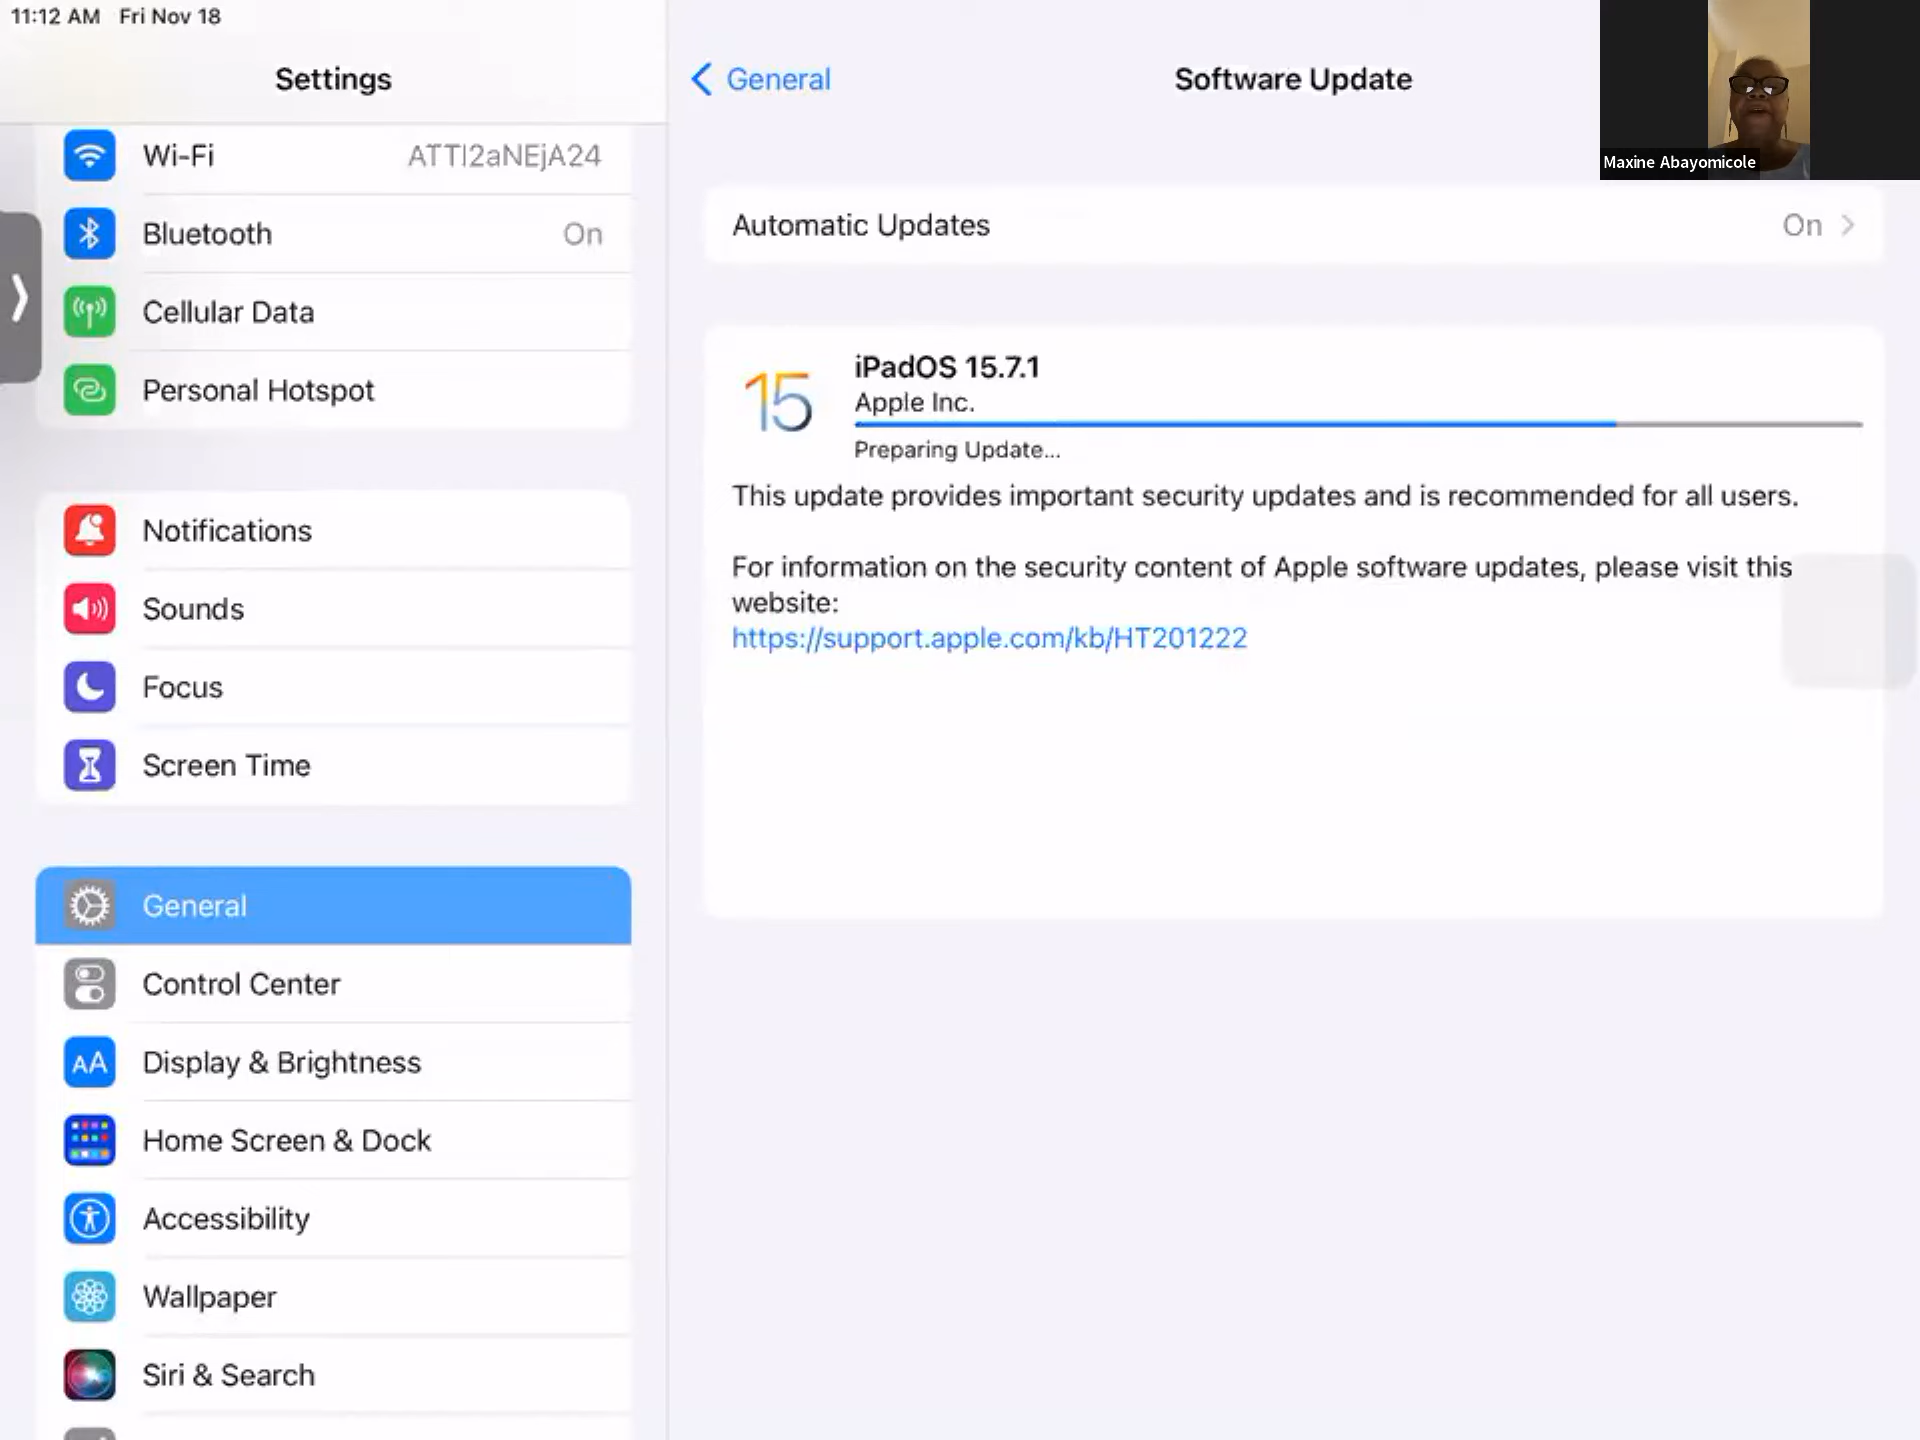 11:12 AM Fri Nov 18
Settings
Wi-Fi ATTI2aNEjA24
Bluetooth On
Cellular Data
Personal Hotspot
Notifications
Sounds
Focus
Screen Time
General
Control Center
AA Display & Brightness
Home Screen & Dock
Accessibility
Wallpaper
Siri & Search
General
Software Update
Maxine Abayomicole
Automatic Updates On
15
iPadOS 15.7.1
Apple Inc.
Preparing Update...
This update provides important security updates and is recommended for all users.
For information on the security content of Apple software updates, please visit this
website:
https://support.apple.com/kb/HT201222